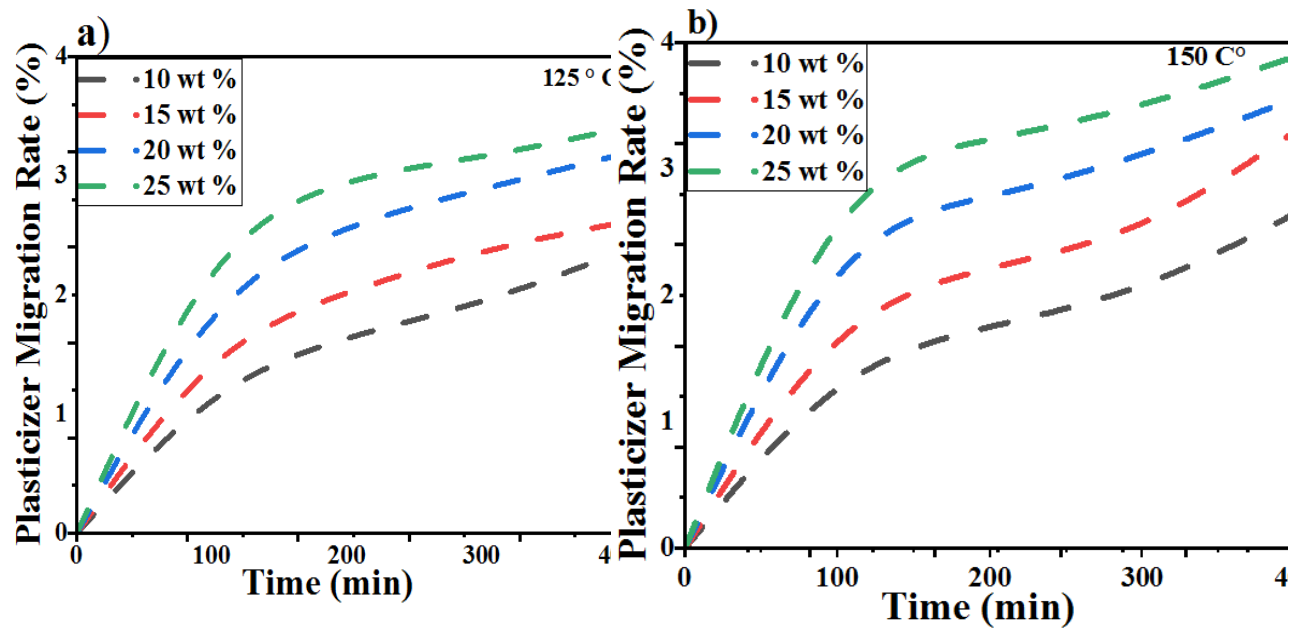 a)
Plasticizer Migration Rate (%)
4
3
2
1
0
10 wt %
15 wt %
20 wt %
25 wt %
125 ° C
0
100
200
300
4
Time (min)
b)
Plasticizer Migration Rate (%)
4
3
2
1
0
10 wt %
15 wt %
20 wt %
25 wt %
150 C°
0
100
200
300
40
Time (min)